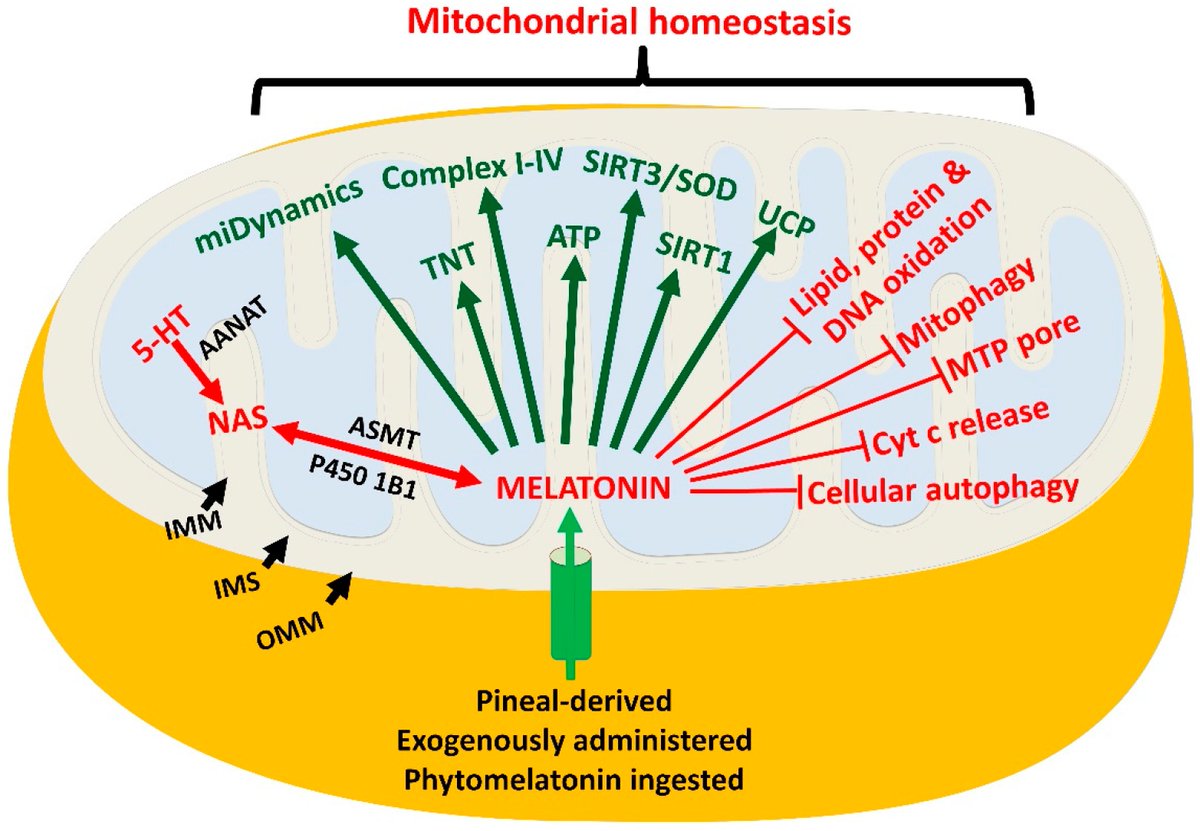 Mitochondrial homeostasis
miDynamics
Complex I-IV
SIRT3/SOD
UCP
TNT
ATP
SIRT1
Lipid, protein &
DNA oxidation
Mitophagy
MTP pore
Cyt c release
Cellular autophagy
5-HT
AANAT
NAS
ASMT
P450 1B1
MELATONIN
IMM
IMS
OMM
Pineal-derived
Exogenously administered
Phytomelatonin ingested